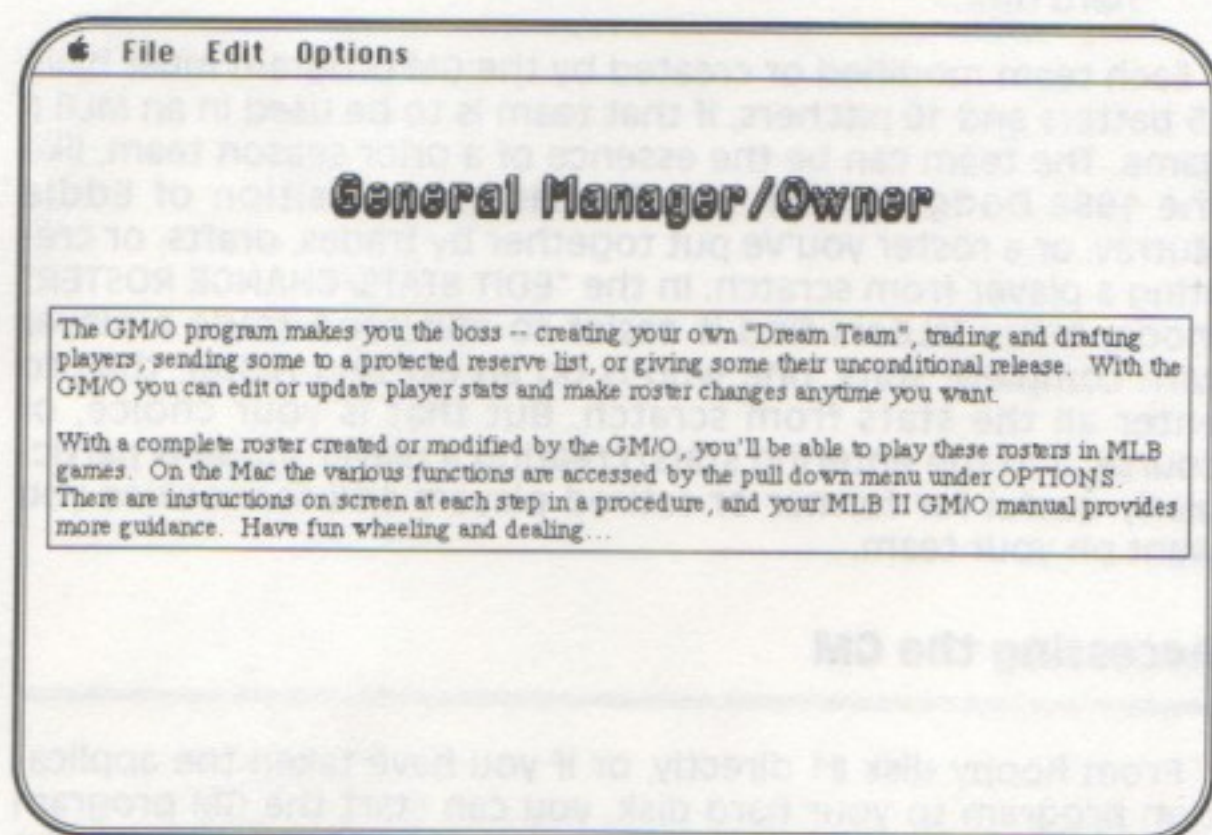 File Edit Options
General Manager/Owner
The GM/O program makes you the boss - creating your own "Dream Team", trading and drafting
players, sending some to a protected reserve list, or giving some their unconditional release. With the
GM/O you can edit or update player stats and make roster changes anytime you want.
With a complete roster created or modified by the GM/O, you'll be able to play these rosters in MLB
games. On the Mac the various functions are accessed by the pull down menu under OPTIONS.
There are instructions on screen at each step in a procedure, and your MLB II GM/O manual provides
more guidance. Have fun wheeling and dealing...